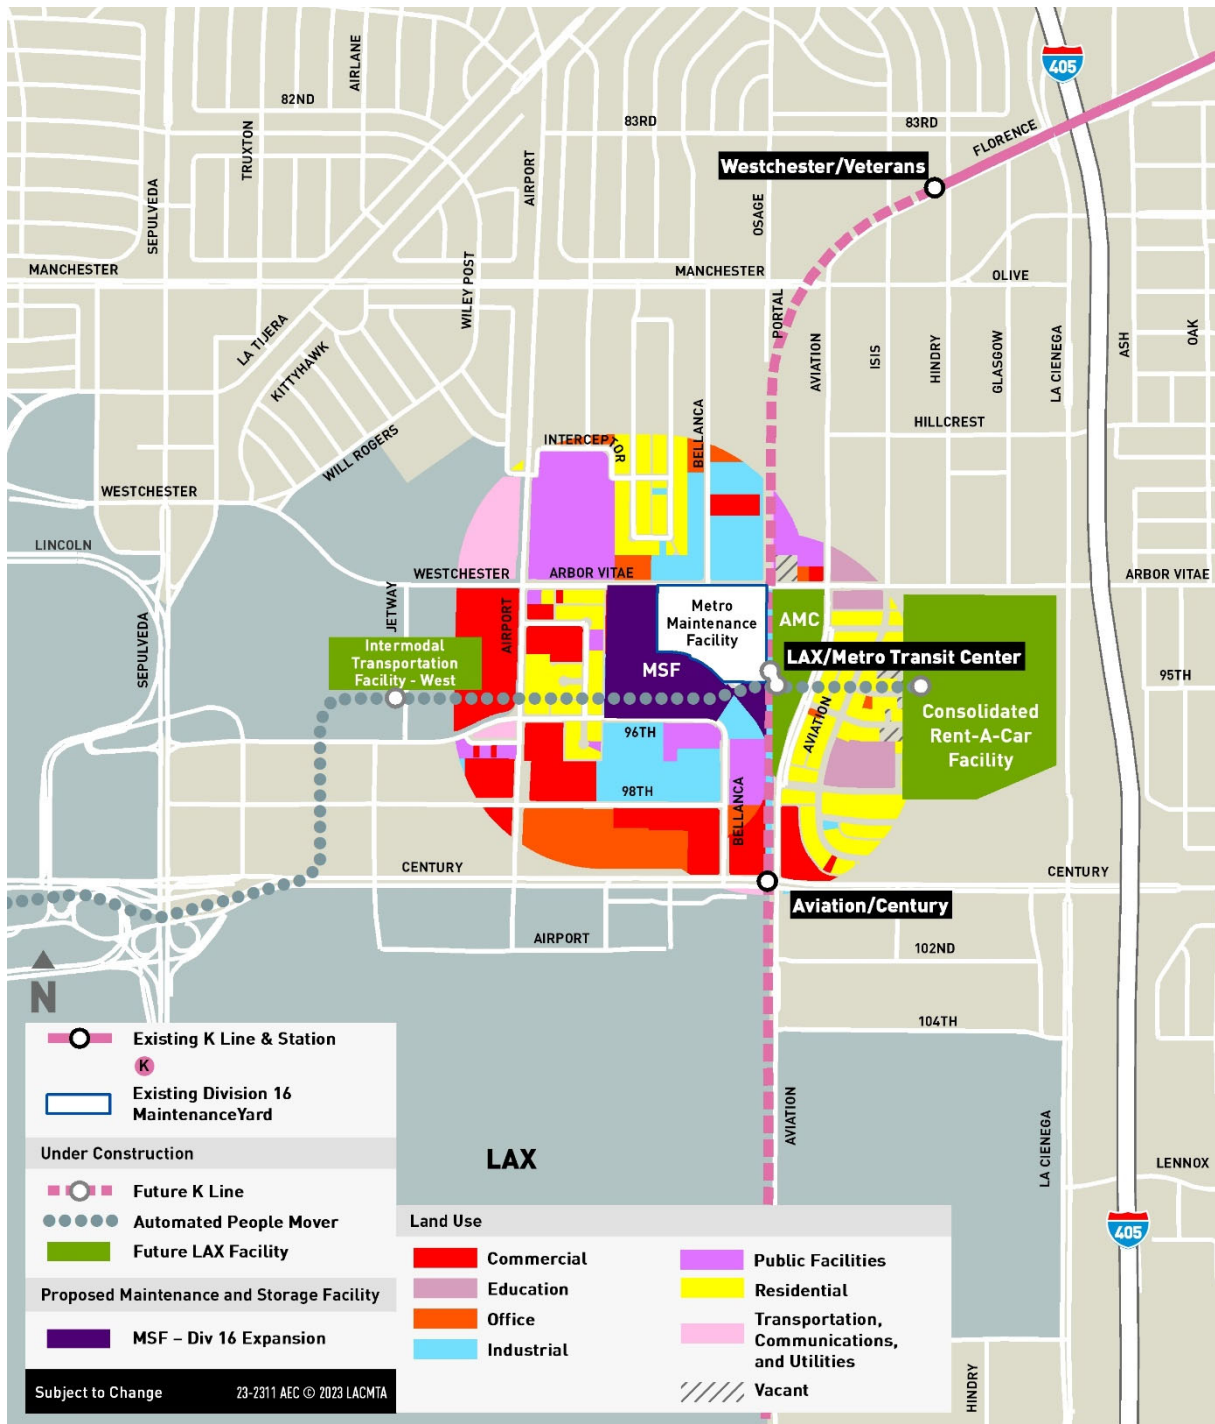 405
AIRLANE
82ND
83RD
83RD
FLORENCE
TRUXTON
AIRPORT
Westchester/Veterans
SEPULVEDA
OSAGE
MANCHESTER
MANCHESTER
OLIVE
WILEY POST
LA TIJERA
PORTAL
AVIATION
ISIS
HINDRY
GLASGOW
LA CIENEGA
ASH
OAK
KITTYHAWK
HILLCREST
BELLANCA
INTERCEPTOR
WILL ROGERS
WESTCHESTER
LINCOLN
WESTCHESTER
ARBOR VITAE
ARBOR VITAE
JETWAY
AIRPORT
Metro
Maintenance
Facility
AMC
Intermodal
Transportation
Facility - West
MSF
LAX/Metro Transit Center
SEPULVEDA
95TH
Consolidated
Rent-A-Car
Facility
AVIATION
96TH
98TH
BELLANCA
CENTURY
CENTURY
Aviation/Century
AIRPORT
102ND
N
104TH
AVIATION
LA CIENEGA
LENNOX
LAX
405
HINDRY
Existing K Line & Station
K
Existing Division 16
MaintenanceYard
Under Construction
Future K Line
Automated People Mover
Future LAX Facility
Proposed Maintenance and Storage Facility
MSF – Div 16 Expansion
Subject to Change
23-2311 AEC © 2023 LACMTA
Land Use
Commercial
Education
Office
Industrial
Public Facilities
Residential
Transportation,
Communications,
and Utilities
Vacant